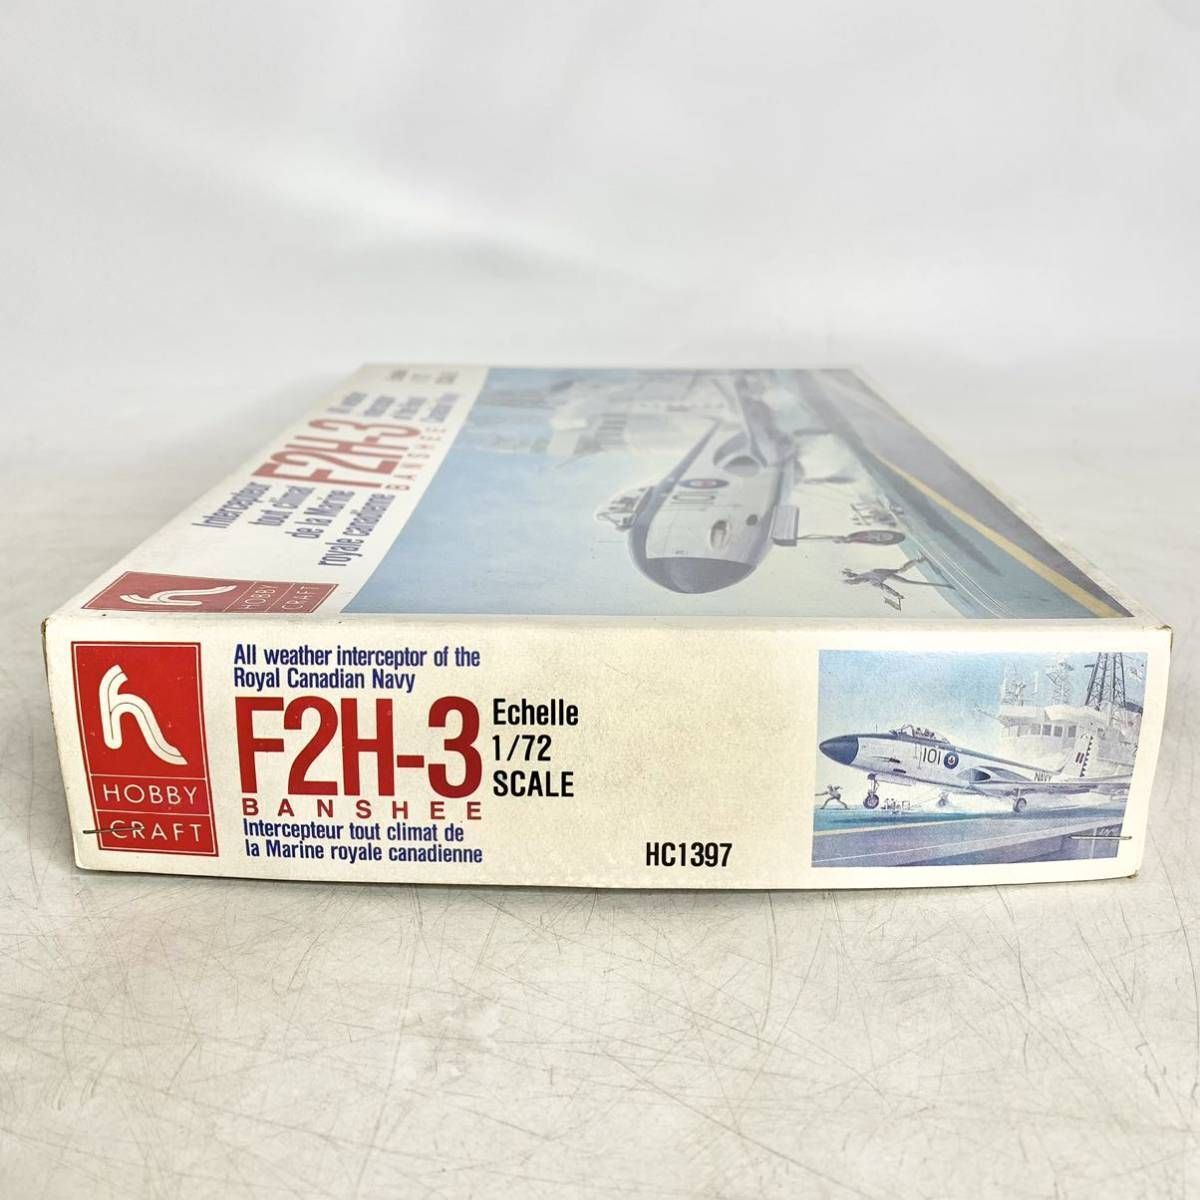 Intercepteur
tout climat
de la Marine
royale canadienne
F2H-3
BANSHEE
HOBBY
CRAFT
101
HOBBY
CRAFT
All weather interceptor of the
Royal Canadian Navy
F2H-3
BANSHEE
Intercepteur tout climat de
la Marine royale canadienne
Echelle
1/72
SCALE
HC1397
101
NAVY